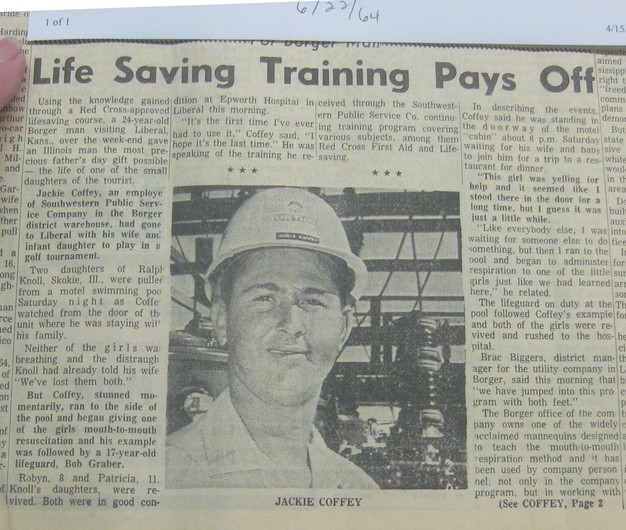 6/22/64
1 of 1
4/15
For Borger Man
Life Saving Training Pays Off
Using the knowledge gained
through a Red Cross-approved
lifesaving course, a 24-year-old
Borger man visiting Liberal,
Kans., over the week-end gave
an Illinois man the most pre-
cious father's day gift possible
— the life of one of the small
daughters of the tourist.
Jackie Coffey, an employe
of Southwestern Public Serv-
ice Company in the Borger
district warehouse, had gone
to Liberal with his wife and
infant daughter to play in a
golf tournament.
Two daughters of Ralph
Knoll, Skokie, Ill., were pulled
from a motel swimming poo
Saturday night as Coffe
watched from the door of th
unit where he was staying wit
his family.
Neither of the girls wa
breathing and the distraugh
Knoll had already told his wife
"We've lost them both."
But Coffey, stunned mo-
mentarily, ran to the side of
the pool and began giving one
of the girls mouth-to-mouth
resuscitation and his example
was followed by a 17-year-old
lifeguard, Bob Graber.
Robyn, 8 and Patricia, 11,
Knoll's daughters, were re-
vived. Both were in good con-
dition at Epworth Hospital in
Liberal this morning.
"It's the first time I've ever
had to use it," Coffey said, "I
hope it's the last time." He was
speaking of the training he re-
ceived through the Southwest-
ern Public Service Co. contin-
uing training program covering
various subjects, among them
Red Cross First Aid and Life-
saving.
★ ★ ★
★ ★ ★
JACKIE COFFEY
In describing the events,
Coffey said he was standing in
the doorway of the motel
"cabin" about 6 p.m. Saturday
waiting for his wife and baby
to join him for a trip to a res-
taurant for dinner.
"This girl was yelling for
help and it seemed like I
stood there in the door for a
long time, but I guess it was
just a little while.
"Like everybody else, I was
waiting for someone else to do
something, but then I ran to the
pool and began to administer
respiration to one of the little
girls just like we had learned
here," he related.
The lifeguard on duty at the
pool followed Coffey's example
and both of the girls were re-
vived and rushed to the hos-
pital.
Brac Biggers, district man-
ager for the utility company in
Borger, said this morning that
"we have jumped into this pro
gram with both feet."
The Borger office of the com-
pany owns one of the widely
acclaimed mannequins designed
to teach the mouth-to-mouth
respiration method and it has
been used by company person
nel, not only in the company
program, but in working with
(See COFFEY, Page 2